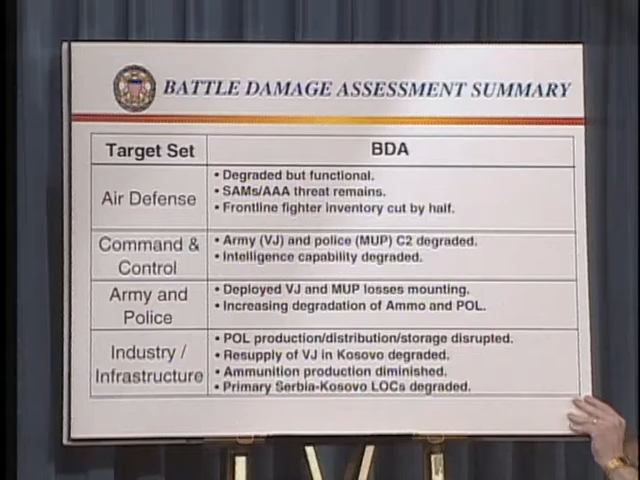 BATTLE DAMAGE ASSESSMENT SUMMARY
Target Set
BDA
Air Defense
• Degraded but functional.
• SAMs/AAA threat remains.
• Frontline fighter inventory cut by half.
Command &
Control
• Army (VJ) and police (MUP) C2 degraded.
• Intelligence capability degraded.
Army and
Police
• Deployed VJ and MUP losses mounting.
• Increasing degradation of Ammo and POL.
Industry /
Infrastructure
• POL production/distribution/storage disrupted.
• Resupply of VJ in Kosovo degraded.
• Ammunition production diminished.
• Primary Serbia-Kosovo LOCs degraded.